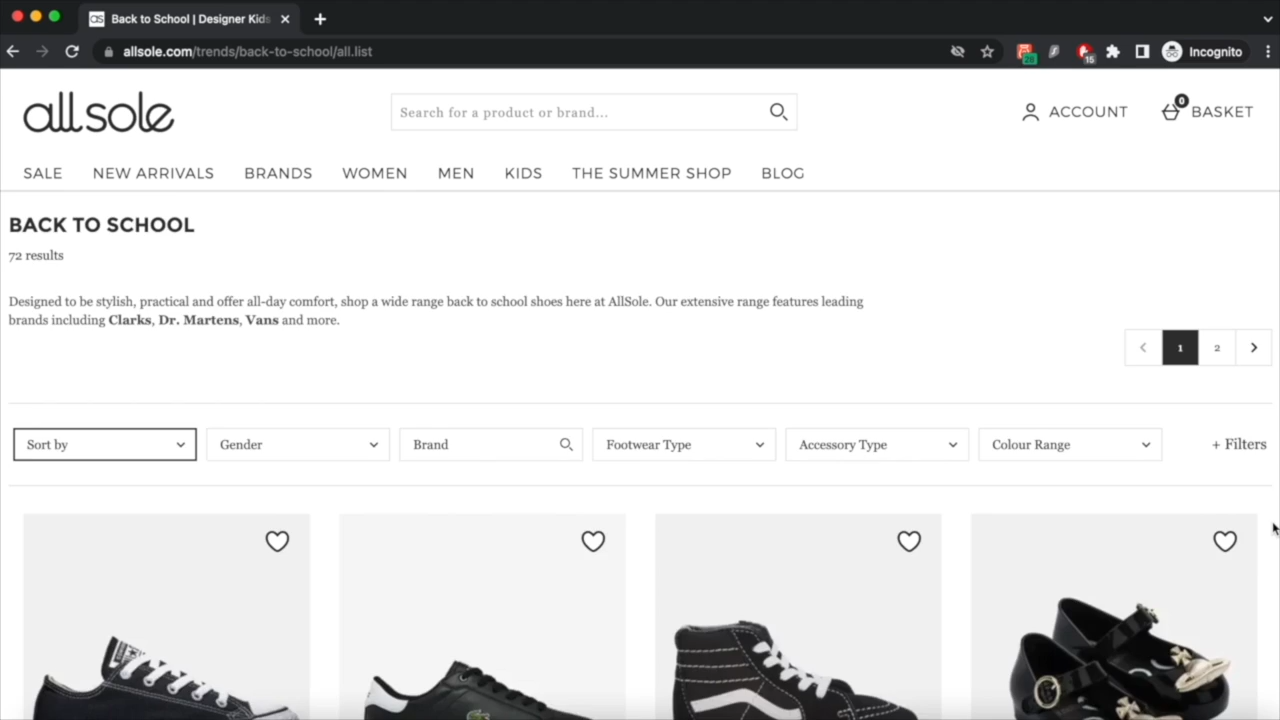 as Back to School | Designer Kids
allsole.com/trends/back-to-school/all.list
15
Incognito
allsole
Search for a product or brand...
ACCOUNT
0
BASKET
SALE NEW ARRIVALS BRANDS WOMEN MEN KIDS THE SUMMER SHOP BLOG
BACK TO SCHOOL
72 results
Designed to be stylish, practical and offer all-day comfort, shop a wide range back to school shoes here at AllSole. Our extensive range features leading
brands including Clarks, Dr. Martens, Vans and more.
1 2
Sort by Gender Brand Footwear Type Accessory Type Colour Range + Filters